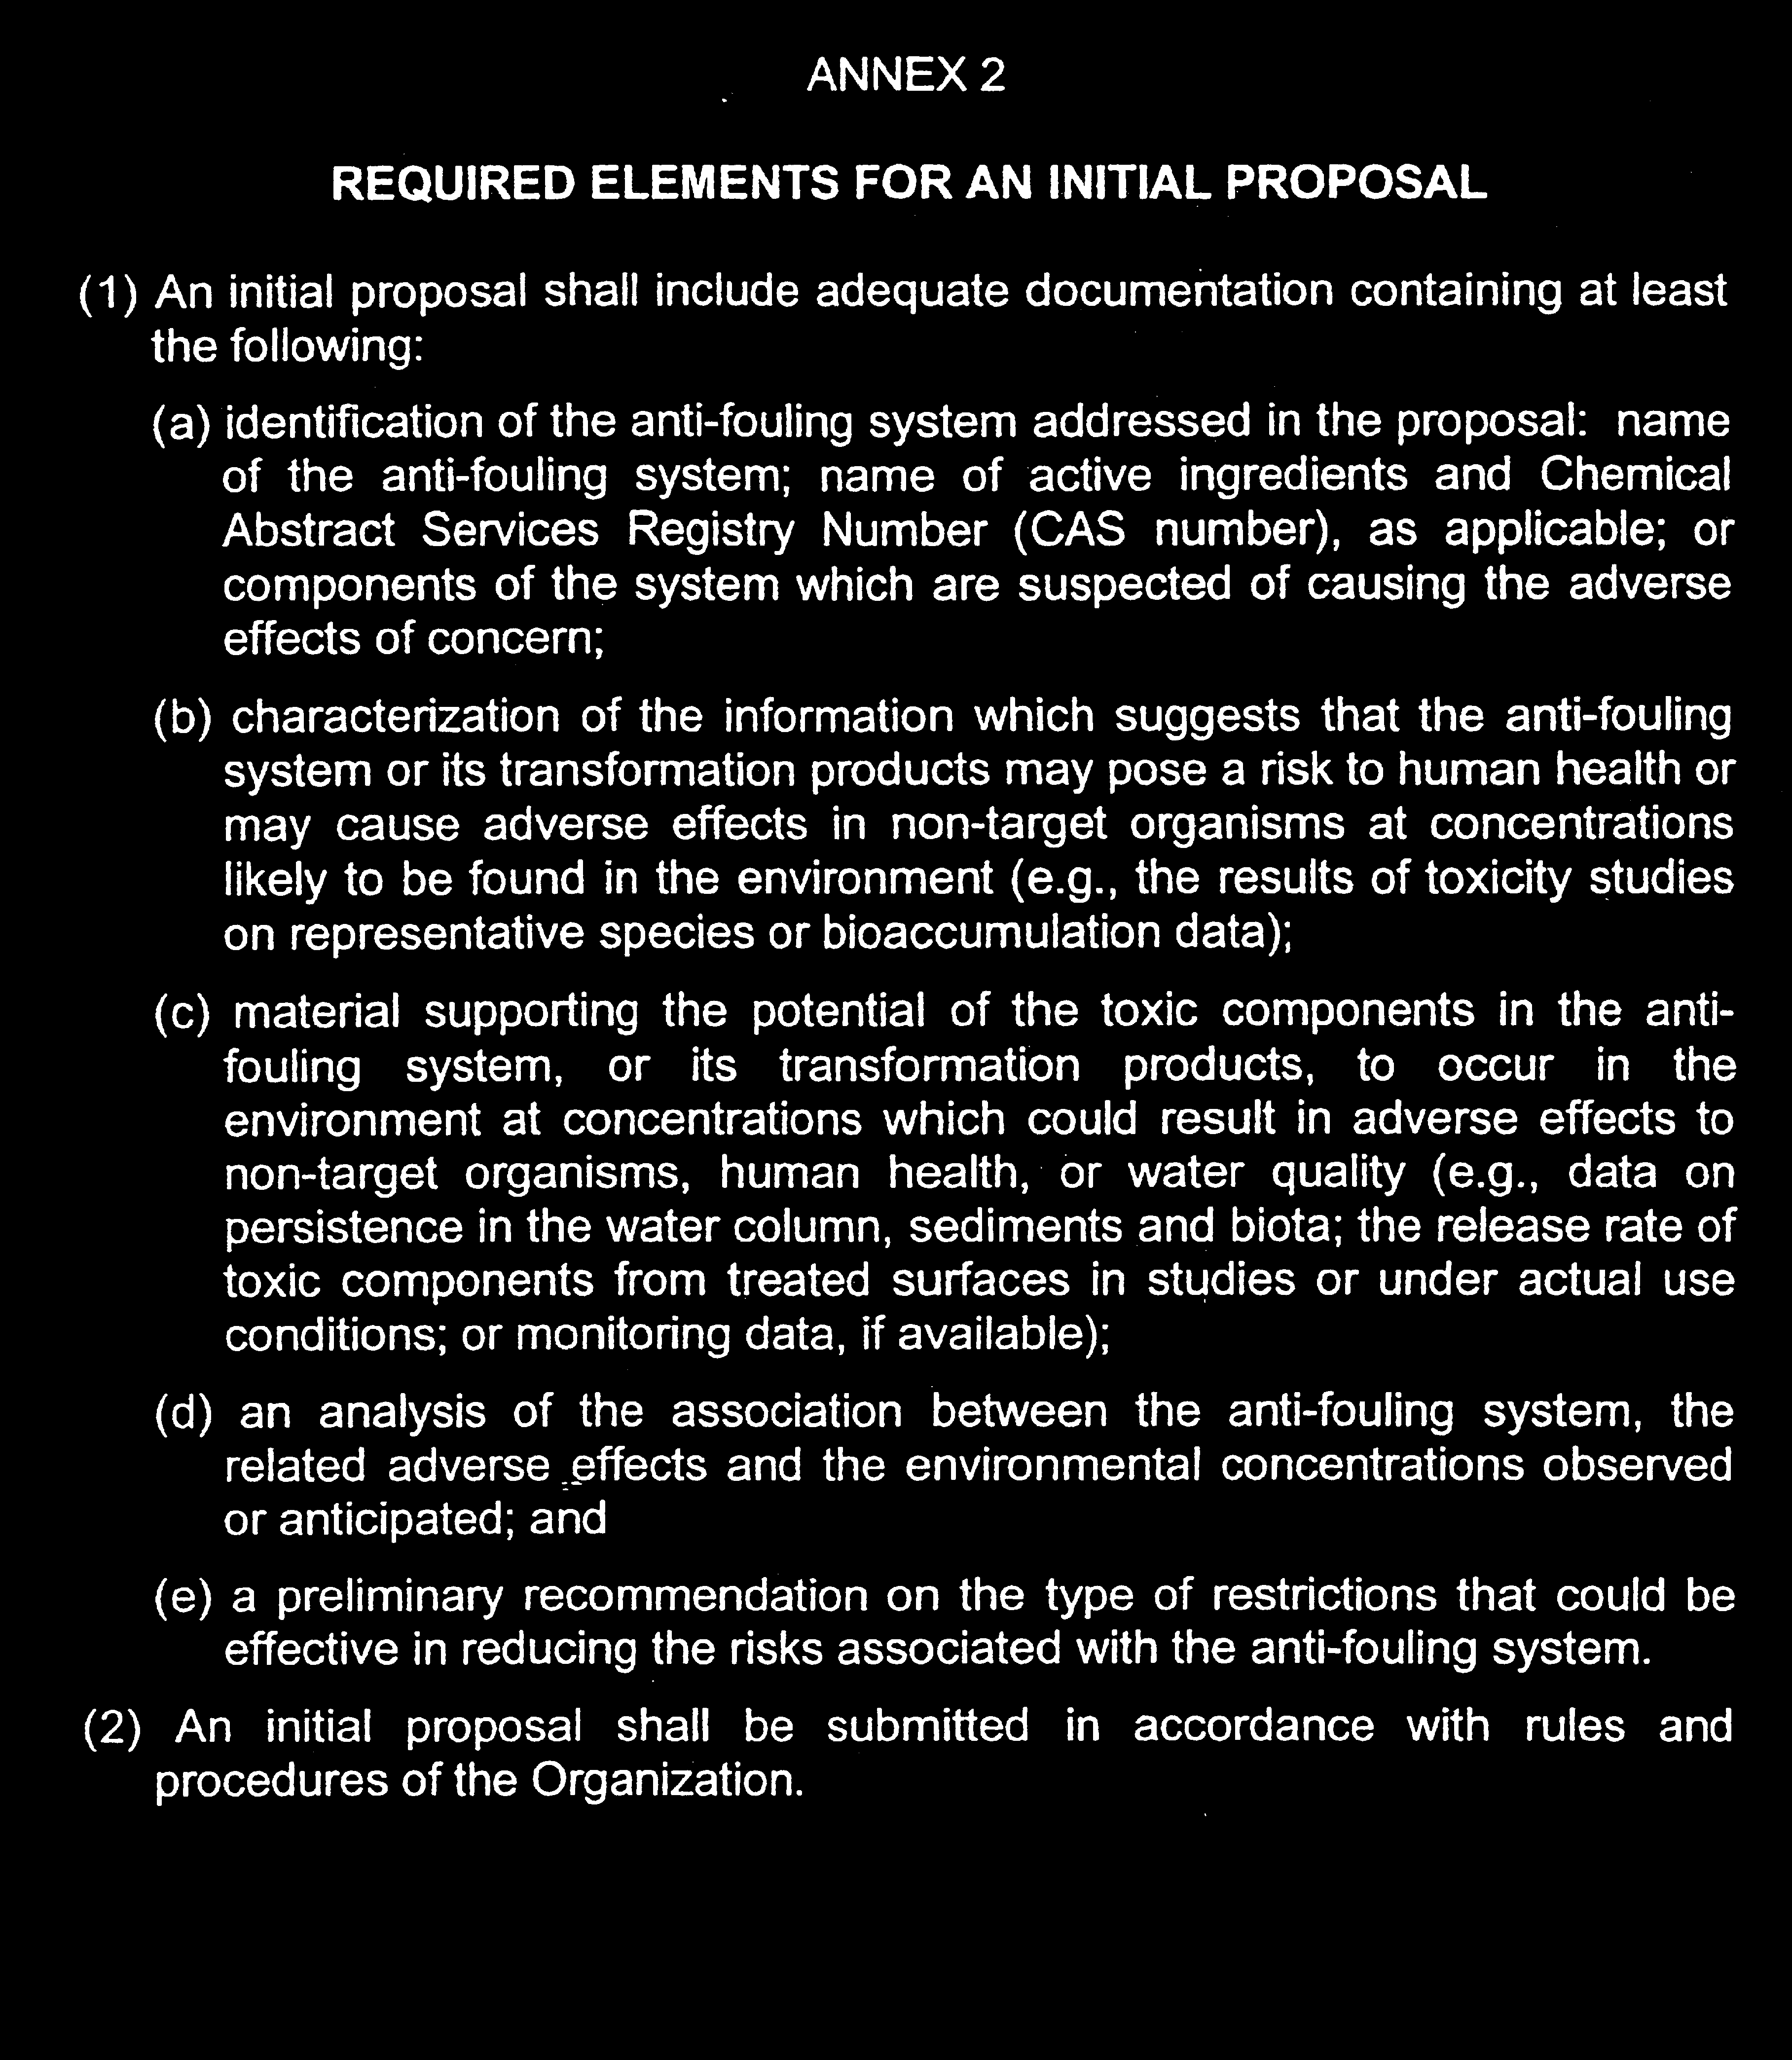 ANNEX 2
REQUIRED ELEMENTS FOR AN INITIAL PROPOSAL
(1) An initial proposal shall include adequate documentation containing at least
the following:
(a) identification of the anti-fouling system addressed in the proposal: name
of the anti-fouling system; name of active ingredients and Chemical
Abstract Services Registry Number (CAS number), as applicable; or
components of the system which are suspected of causing the adverse
effects of concern;
(b) characterization of the information which suggests that the anti-fouling
system or its transformation products may pose a risk to human health or
may cause adverse effects in non-target organisms at concentrations
likely to be found in the environment (e.g., the results of toxicity studies
on representative species or bioaccumulation data);
(c) material supporting the potential of the toxic components in the anti-
fouling system, or its transformation products, to occur in the
environment at concentrations which could result in adverse effects to
non-target organisms, human health, or water quality (e.g., data on
persistence in the water column, sediments and biota; the release rate of
toxic components from treated surfaces in studies or under actual use
conditions; or monitoring data, if available);
(d) an analysis of the association between the anti-fouling system, the
related adverse effects and the environmental concentrations observed
or anticipated; and
(e) a preliminary recommendation on the type of restrictions that could be
effective in reducing the risks associated with the anti-fouling system.
(2) An initial proposal shall be submitted in accordance with rules and
procedures of the Organization.